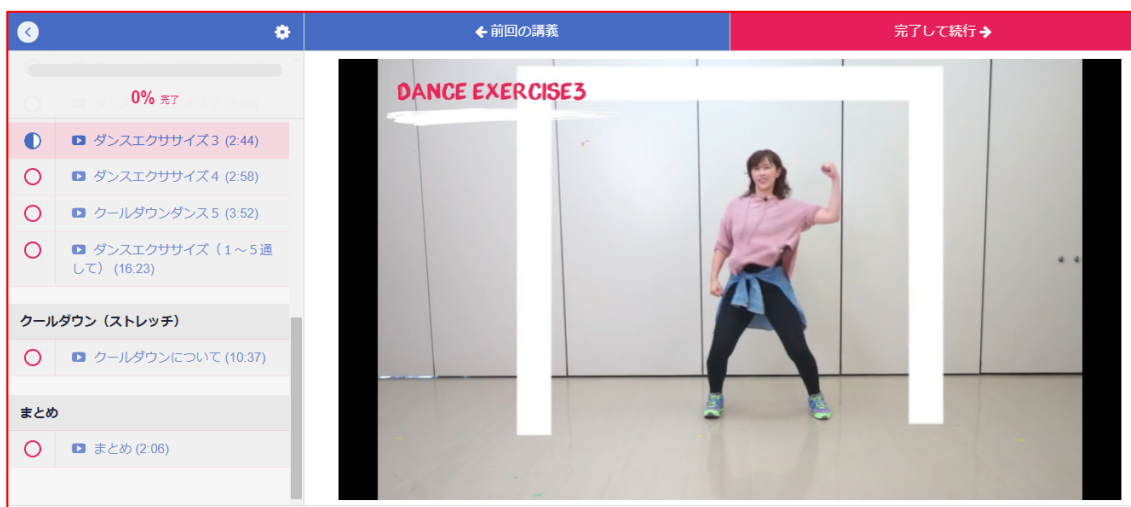 前回の講義
完了して続行
0% 完了
ダンスエクササイズ3 (2:44)
ダンスエクササイズ4 (2:58)
クールダウンダンス5 (3:52)
ダンスエクササイズ（1～5通
して） (16:23)
クールダウン（ストレッチ）
クールダウンについて (10:37)
まとめ
まとめ (2:06)
DANCE EXERCISE3